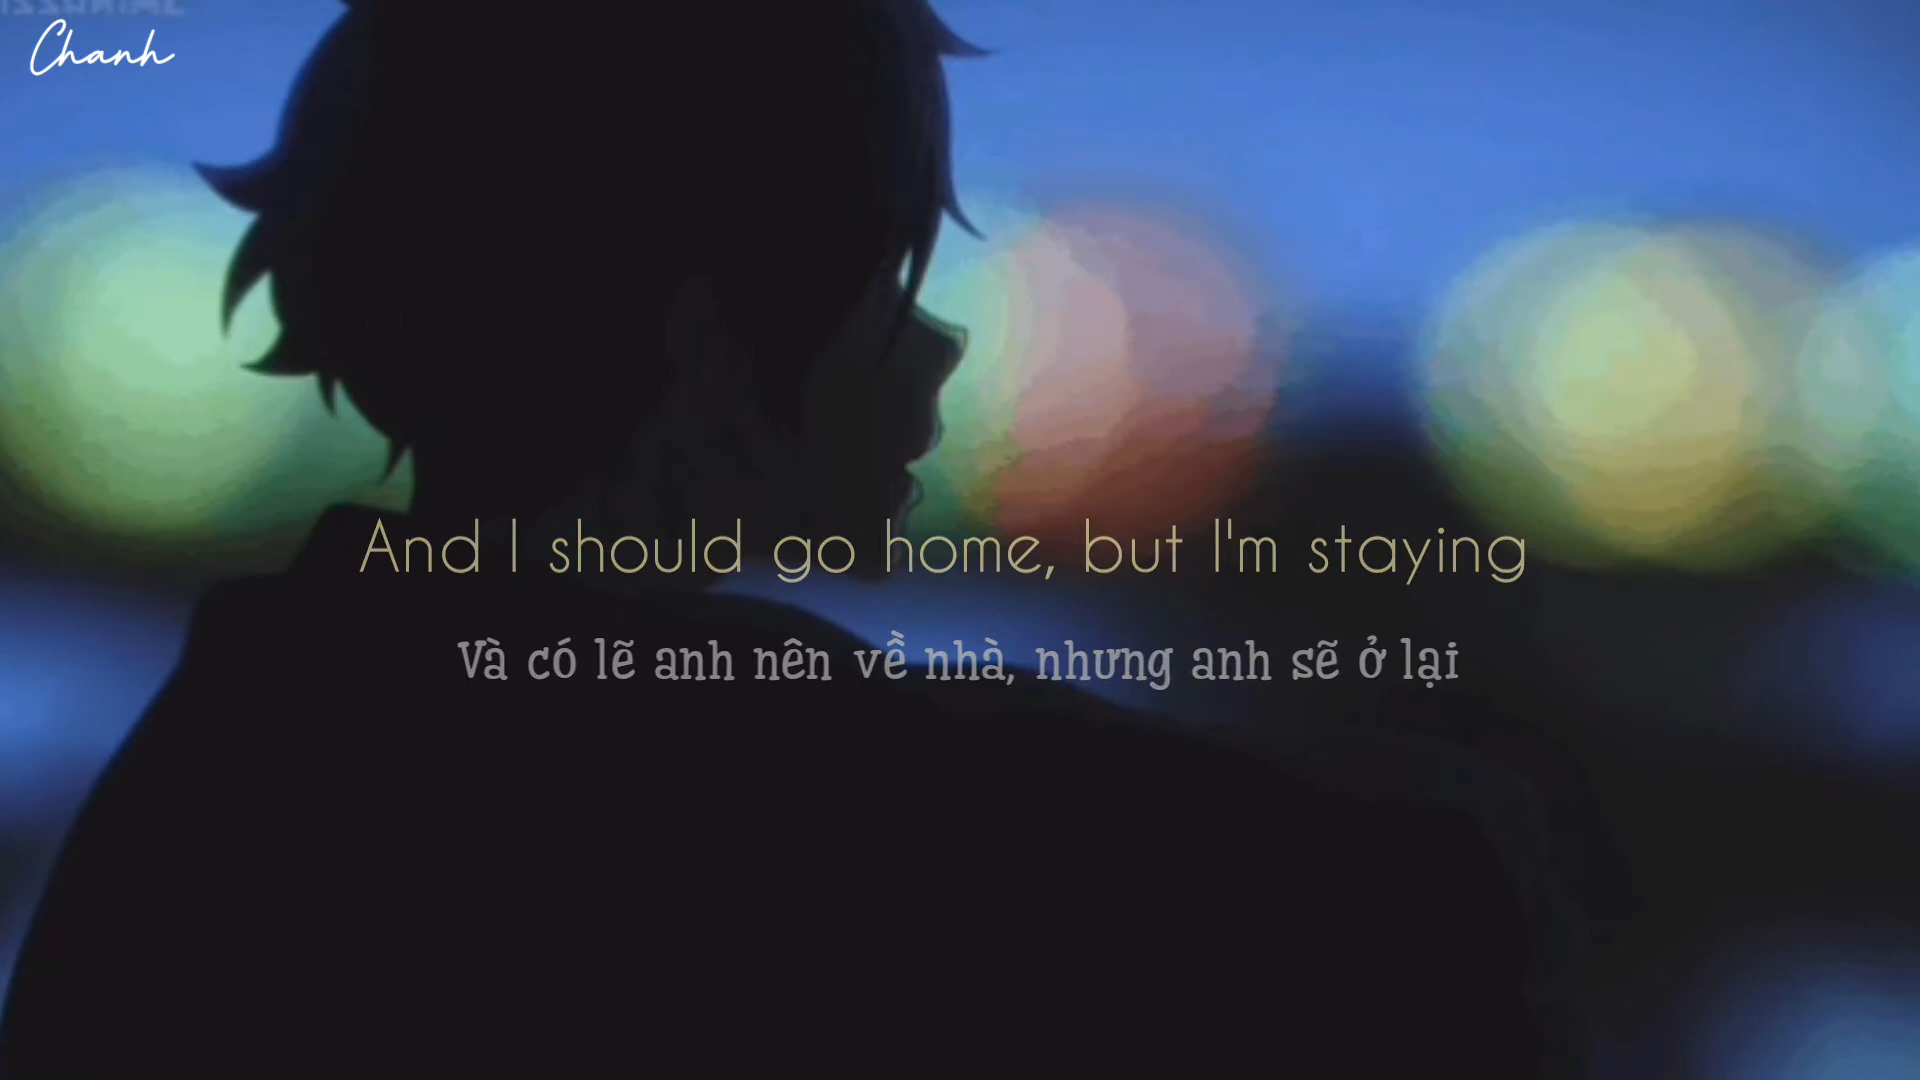 Chanh
And I should go home, but I'm staying
Và có lẽ anh nên về nhà, nhưng anh sẽ ở lại